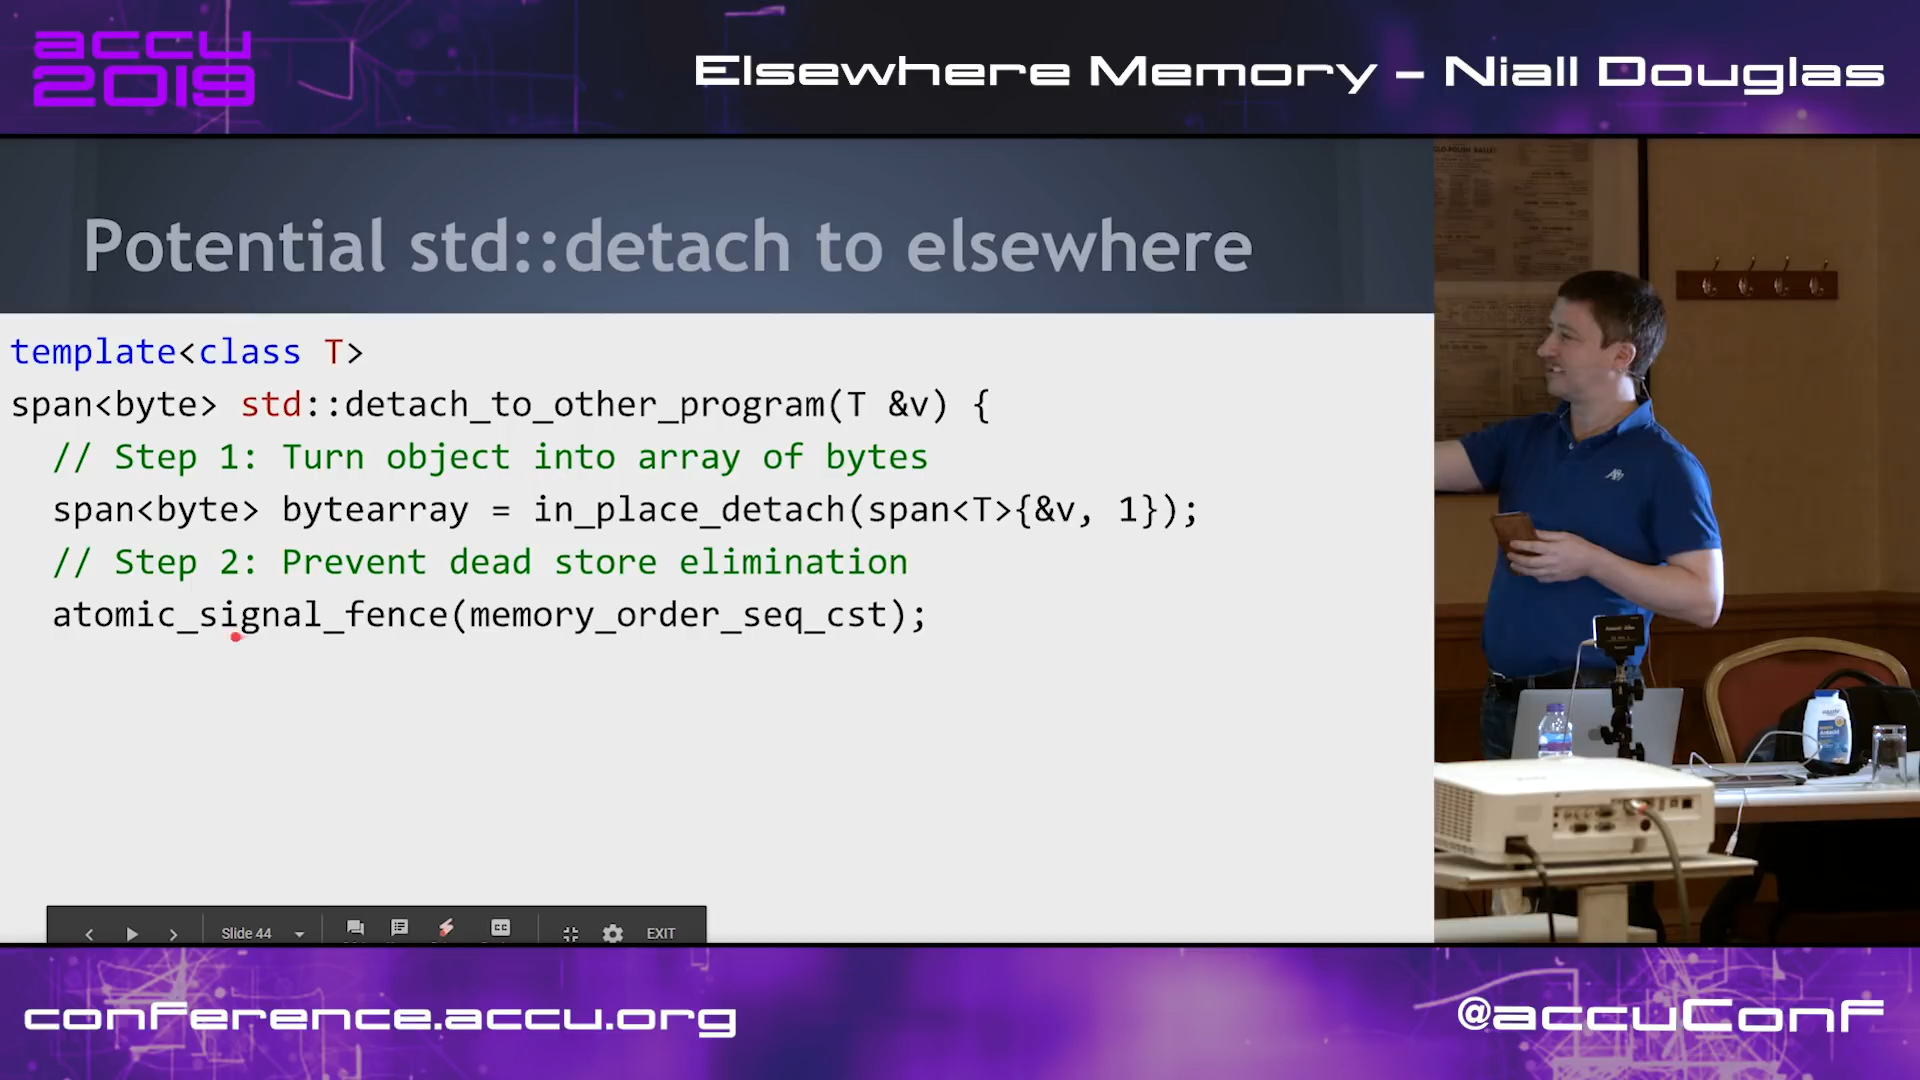 accu
2019
Elsewhere Memory – Niall Douglas
Potential std::detach to elsewhere
template<class T>
span<byte> std::detach_to_other_program(T &v) {
// Step 1: Turn object into array of bytes
span<byte> bytearray = in_place_detach(span<T>{&v, 1});
// Step 2: Prevent dead store elimination
atomic_signal_fence(memory_order_seq_cst);
Slide 44
CC
EXIT
conference.accu.org
@accuConf